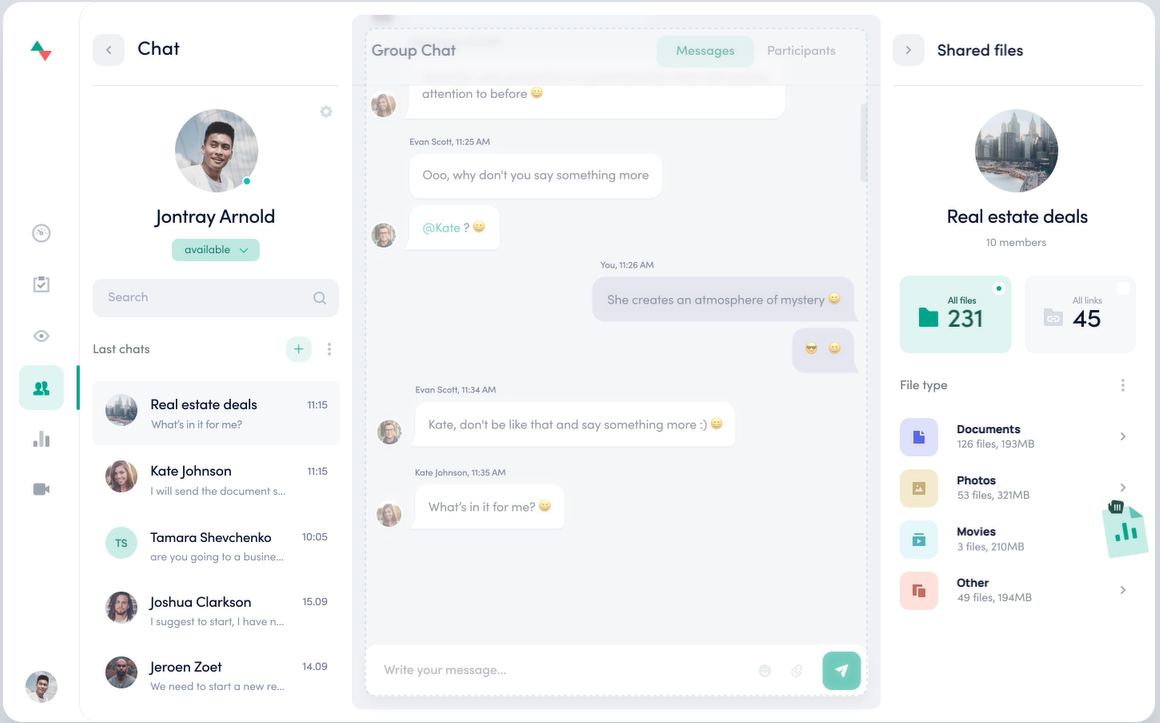 Chat
Jontray Arnold
available
Search
Last chats
Real estate deals
11:15
What's in it for me?
Kate Johnson
11:15
I will send the document s...
TS
Tamara Shevchenko
10:05
are you going to a busine...
Joshua Clarkson
15.09
I suggest to start, I have n...
Jeroen Zoet
14.09
We need to start a new re...
Group Chat
Messages
Participants
attention to before 😀
Evan Scott, 11:25 AM
Ooo, why don't you say something more
@Kate ? 😀
You, 11:26 AM
She creates an atmosphere of mystery 😀
😎 😀
Evan Scott, 11:34 AM
Kate, don't be like that and say something more :) 😀
Kate Johnson, 11:35 AM
What's in it for me? 😀
Write your message...
Shared files
Real estate deals
10 members
All files
231
All links
45
File type
Documents
126 files, 193MB
Photos
53 files, 321MB
Movies
3 files, 210MB
Other
49 files, 194MB